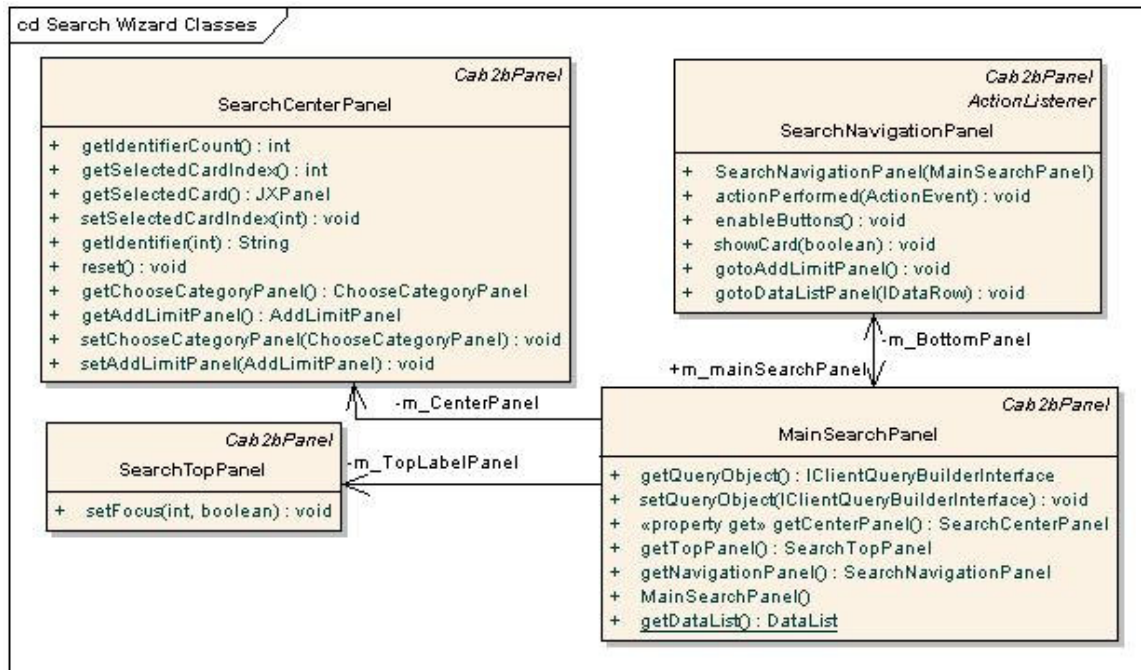 cd Search Wizard Classes
Cab2bPanel
SearchCenterPanel
+ getIdentifierCount() : int
+ getSelectedCardIndex() : int
+ getSelectedCard() : JXPanel
+ setSelectedCardIndex(int) : void
+ getIdentifier(int) : String
+ reset() : void
+ getChooseCategoryPanel() : ChooseCategoryPanel
+ getAddLimitPanel() : AddLimitPanel
+ setChooseCategoryPanel(ChooseCategoryPanel) : void
+ setAddLimitPanel(AddLimitPanel) : void
Cab2bPanel
ActionListener
SearchNavigationPanel
+ SearchNavigationPanel(MainSearchPanel)
+ actionPerformed(ActionEvent) : void
+ enableButtons() : void
+ showCard(boolean) : void
+ gotoAddLimitPanel() : void
+ gotoDataListPanel(IDataRow) : void
-m_BottomPanel
+m_mainSearchPanel
-m_CenterPanel
Cab2bPanel
SearchTopPanel
+ setFocus(int, boolean) : void
-m_TopLabelPanel
Cab2bPanel
MainSearchPanel
+ getQueryObject() : IClientQueryBuilderInterface
+ setQueryObject(IClientQueryBuilderInterface) : void
+ «property get» getCenterPanel() : SearchCenterPanel
+ getTopPanel() : SearchTopPanel
+ getNavigationPanel() : SearchNavigationPanel
+ MainSearchPanel()
+ getDataList() : DataList